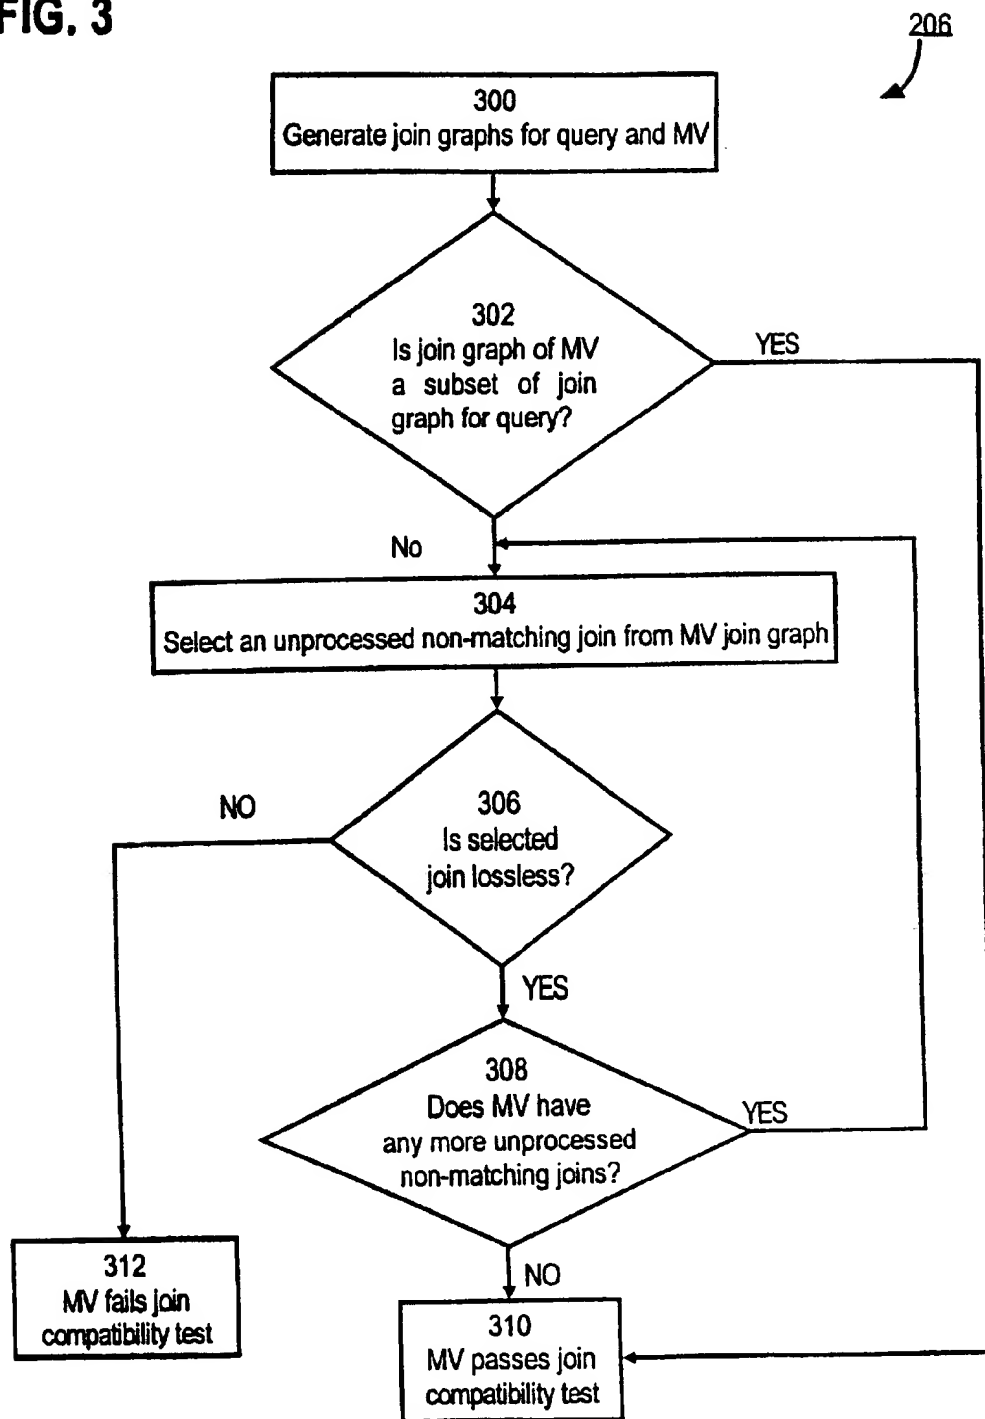 FIG. 3
206
300
Generate join graphs for query and MV
302
Is join graph of MV
a subset of join
graph for query?
YES
No
304
Select an unprocessed non-matching join from MV join graph
306
Is selected
join lossless?
NO
YES
308
Does MV have
any more unprocessed
non-matching joins?
YES
312
MV fails join
compatibility test
NO
310
MV passes join
compatibility test